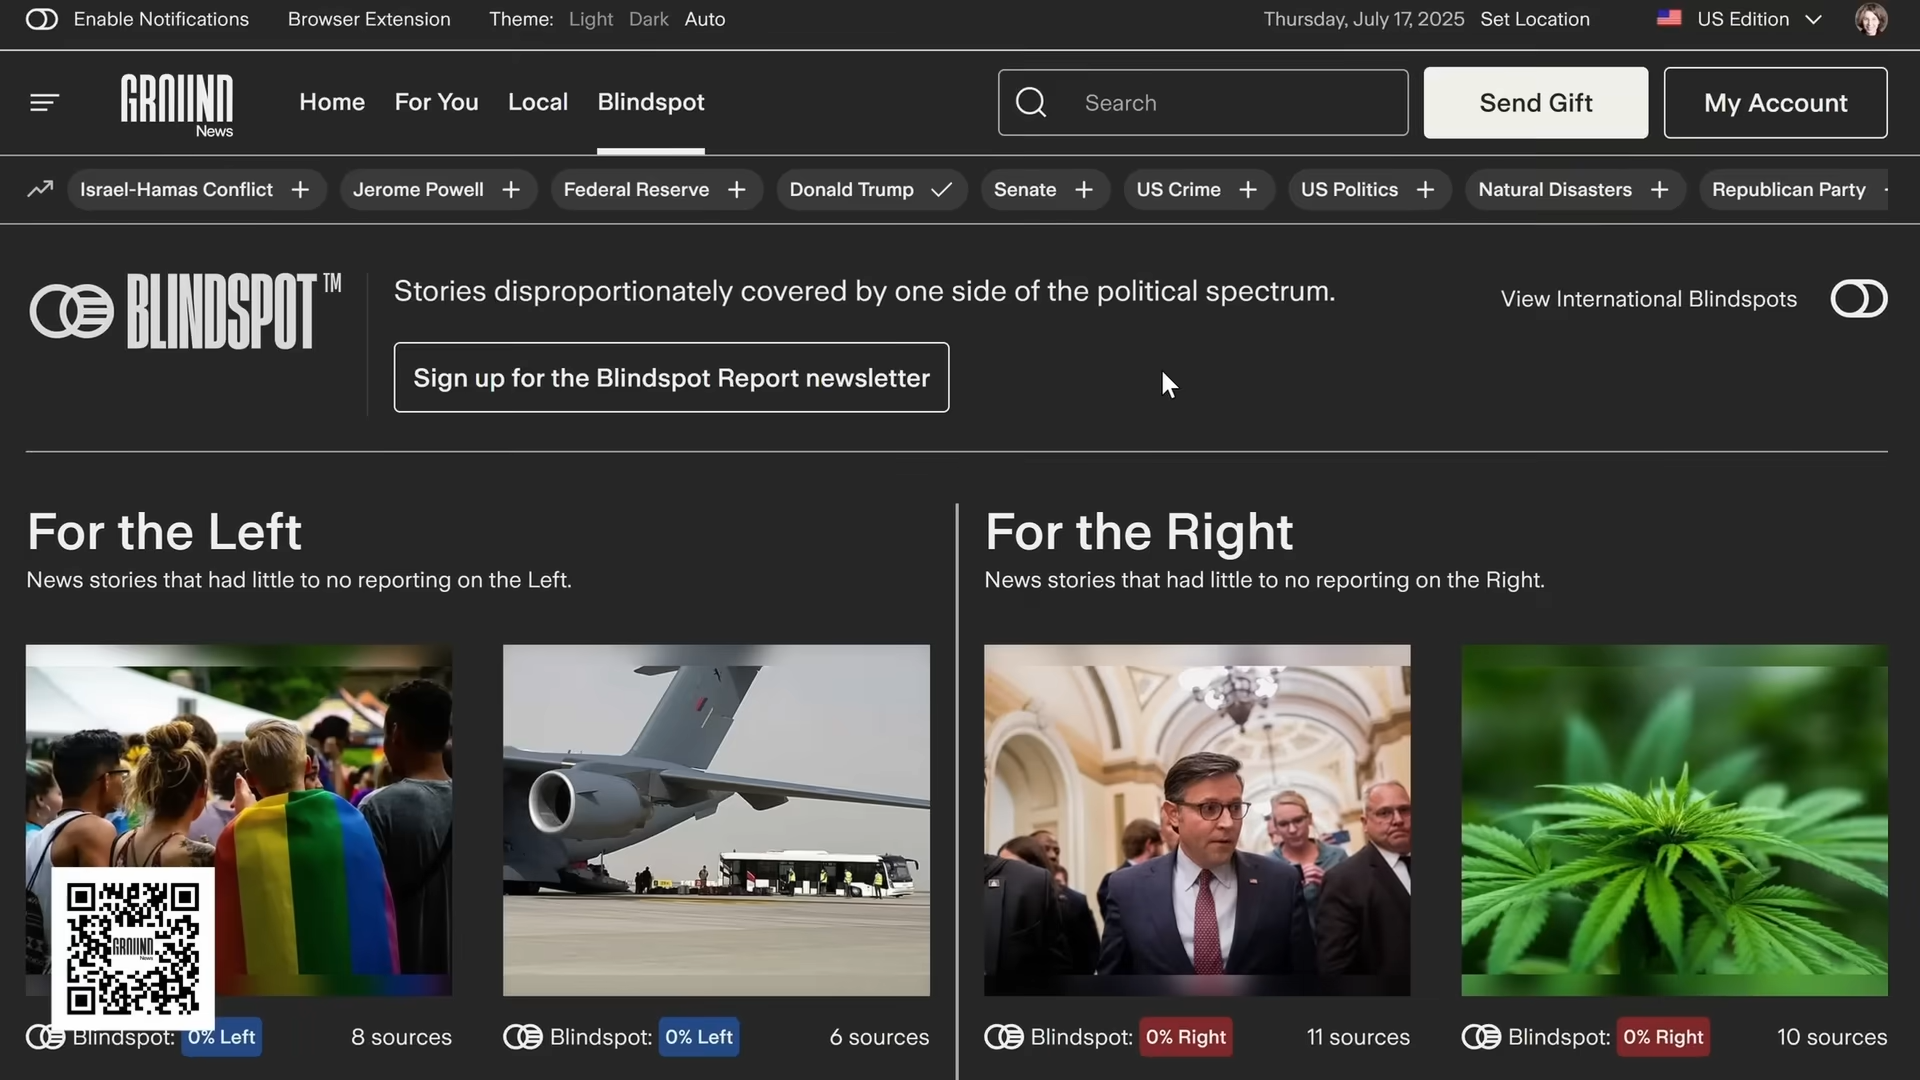 Enable Notifications Browser Extension Theme: Light Dark Auto Thursday, July 17, 2025 Set Location US Edition
GROUND
News
Home For You Local Blindspot Search Send Gift My Account
Israel-Hamas Conflict + Jerome Powell + Federal Reserve + Donald Trump Senate + US Crime + US Politics + Natural Disasters + Republican Party
BLINDSPOT™
Stories disproportionately covered by one side of the political spectrum.
View International Blindspots
Sign up for the Blindspot Report newsletter
For the Left
News stories that had little to no reporting on the Left.
For the Right
News stories that had little to no reporting on the Right.
GROUND
News
Blindspot: 0% Left 8 sources
Blindspot: 0% Left 6 sources
Blindspot: 0% Right 11 sources
Blindspot: 0% Right 10 sources